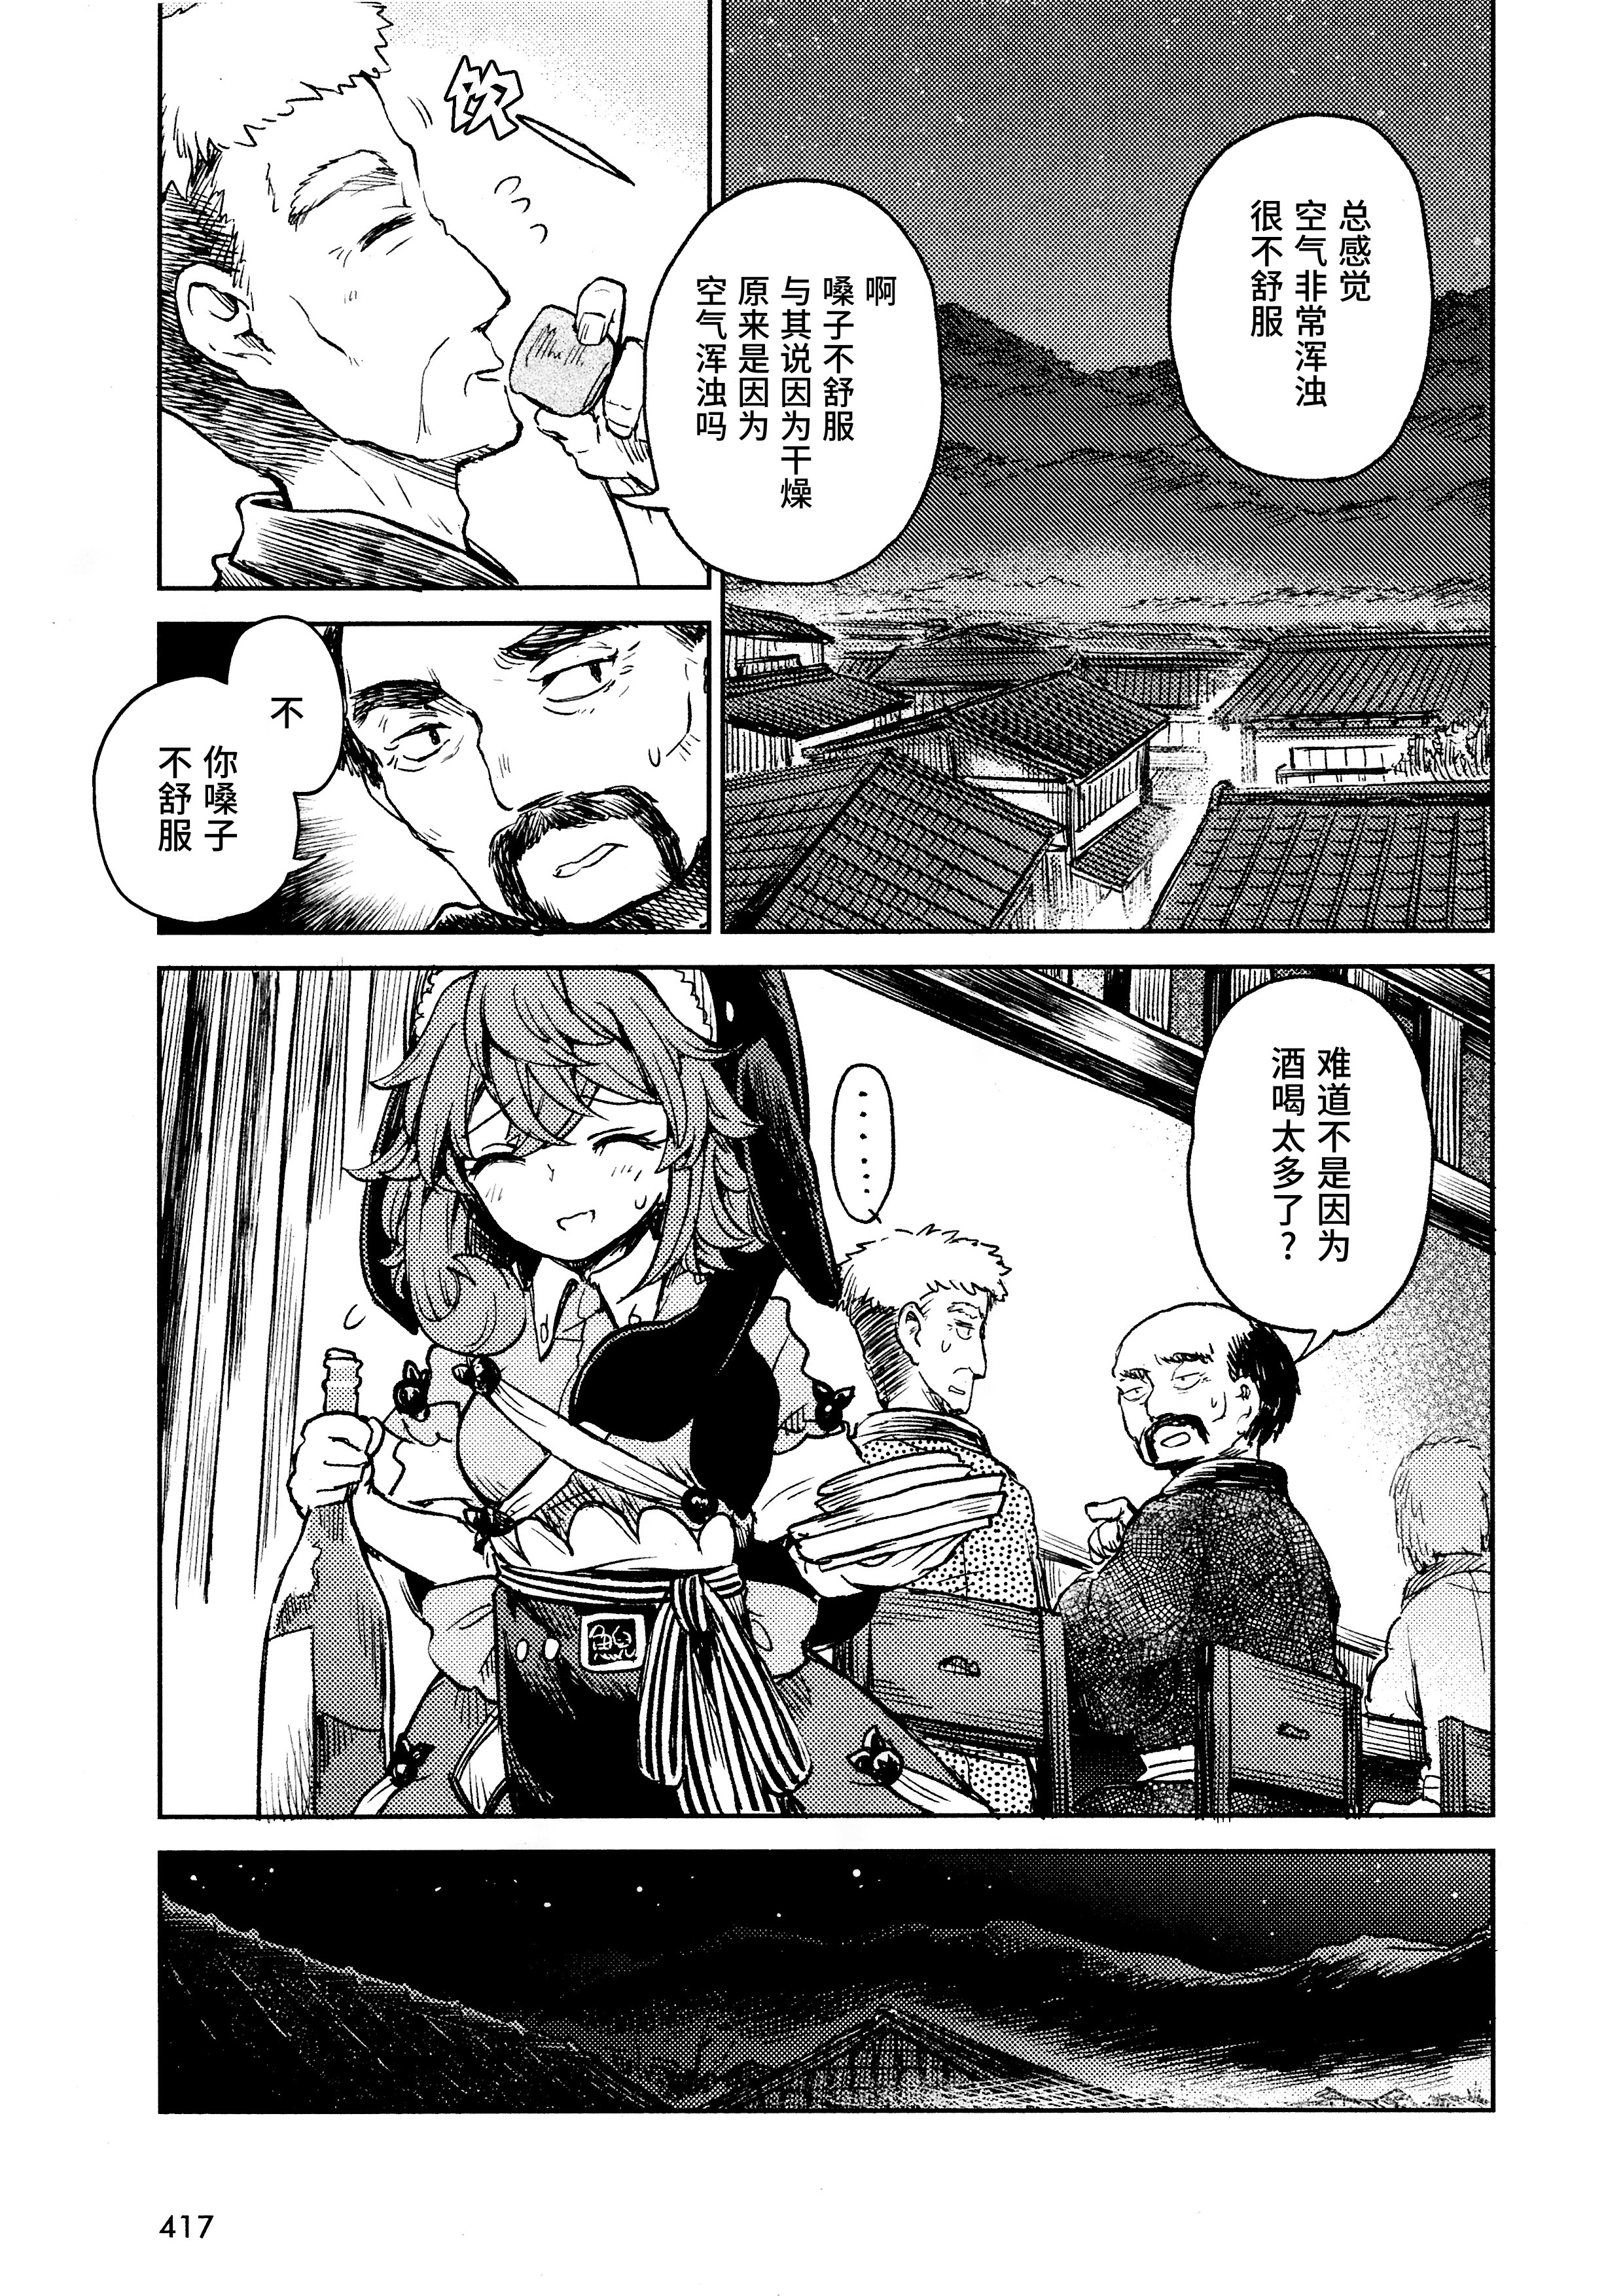 总感觉
空气非常浑浊
很不舒服
啊
嗓子不舒服
与其说因为干燥
原来是因为
空气浑浊吗
饮
不
你嗓子
不舒服
难道不是因为
酒喝太多了？
……
417